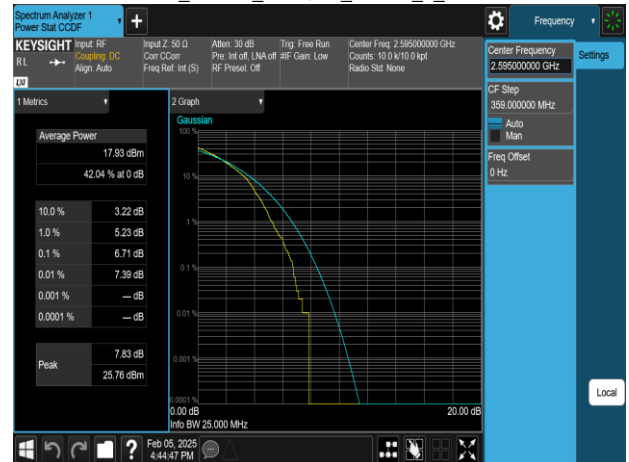 Spectrum Analyzer 1
Power Stat CCDF
Frequency
KEYSIGHT
RL
LXI
Input: RF
Coupling: DC
Align: Auto
Input Z: 50 Ω
Corr CCorr
Freq Ref: Int (S)
Atten: 30 dB
Pre: Int off, LNA off
RF Presel: Off
Trig: Free Run
#IF Gain: Low
Center Freq: 2.595000000 GHz
Counts: 10.0 k/10.0 kpt
Radio Std: None
Center Frequency
2.595000000 GHz
Settings
CF Step
359.000000 MHz
Auto
Man
Freq Offset
0 Hz
1 Metrics
Average Power
17.93 dBm
42.04 % at 0 dB
10.0 % 3.22 dB
1.0 % 5.23 dB
0.1 % 6.71 dB
0.01 % 7.39 dB
0.001 % --- dB
0.0001 % --- dB
Peak
7.83 dB
25.76 dBm
2 Graph
Gaussian
100 %
10 %
1 %
0.1 %
0.01 %
0.001 %
0.0001 %
0.00 dB 20.00 dB
Info BW 25.000 MHz
Local
?
Feb 05, 2025
4:44:47 PM